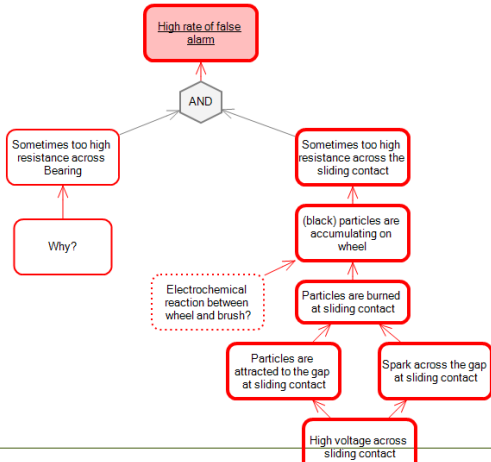 High rate of false
alarm
AND
Sometimes too high
resistance across
Bearing
Sometimes too high
resistance across the
sliding contact
Why?
(black) particles are
accumulating on
wheel
Electrochemical
reaction between
wheel and brush?
Particles are burned
at sliding contact
Particles are
attracted to the gap
at sliding contact
Spark across the gap
at sliding contact
High voltage across
sliding contact